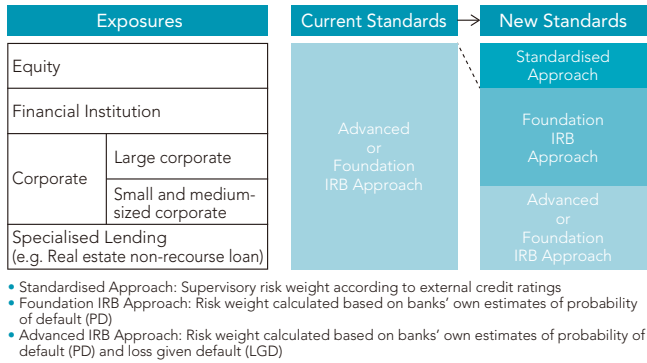 Exposures
Current Standards
New Standards
Equity
Financial Institution
Corporate
Large corporate
Small and medium-
sized corporate
Specialised Lending
(e.g. Real estate non-recourse loan)
Advanced
or
Foundation
IRB Approach
Standardised
Approach
Foundation
IRB
Approach
Advanced
or
Foundation
IRB Approach
• Standardised Approach: Supervisory risk weight according to external credit ratings
• Foundation IRB Approach: Risk weight calculated based on banks’ own estimates of probability
of default (PD)
• Advanced IRB Approach: Risk weight calculated based on banks’ own estimates of probability of
default (PD) and loss given default (LGD)